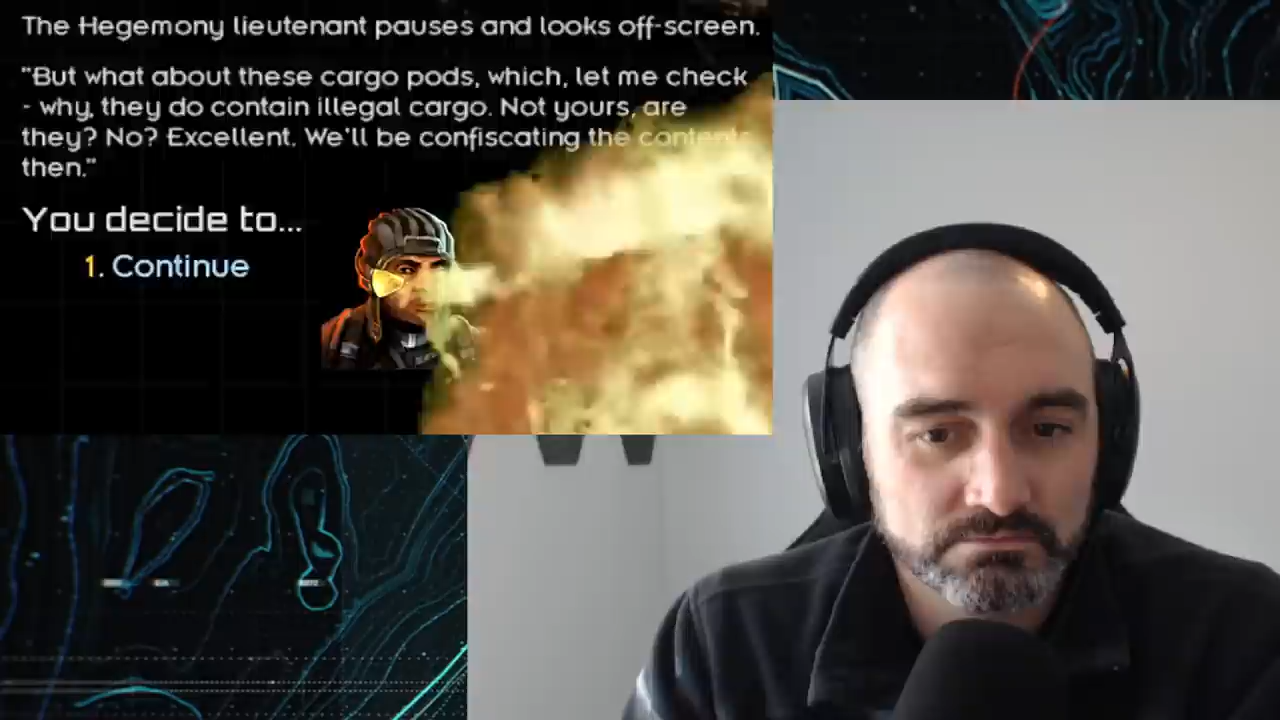 The Hegemony lieutenant pauses and looks off-screen.
"But what about these cargo pods, which, let me check
- why, they do contain illegal cargo. Not yours, are
they? No? Excellent. We'll be confiscating the contents
then."
You decide to...
1. Continue